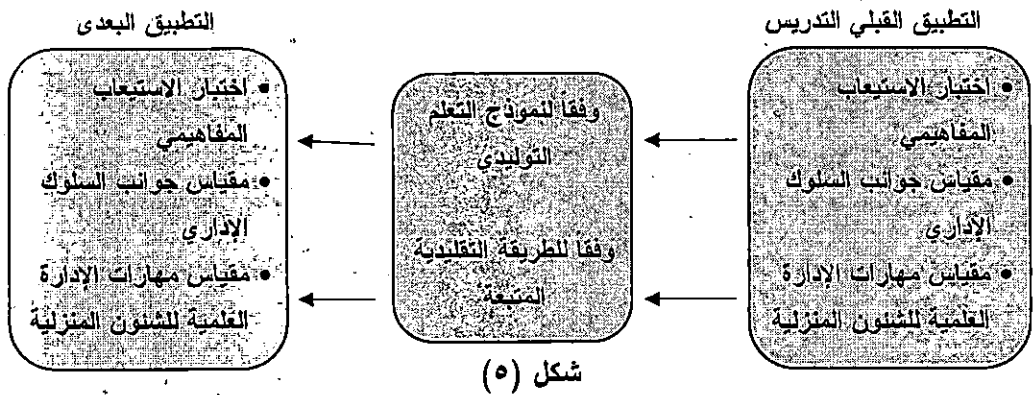 التطبيق القبلي التدريس
• اختبار الاستيعاب
المفاهيمي
• مقياس جوانب السلوك
الإداري
• مقياس مهارات الإدارة
العلمية للشئون المنزلية
وفقاً لنموذج التعلم
التوليدي
وفقاً للطريقة التقليدية
المتبعة
التطبيق البعدى
• اختبار الاستيعاب
المفاهيمي
• مقياس جوانب السلوك
الإداري
• مقياس مهارات الإدارة
العلمية للشئون المنزلية
شكل (٥)